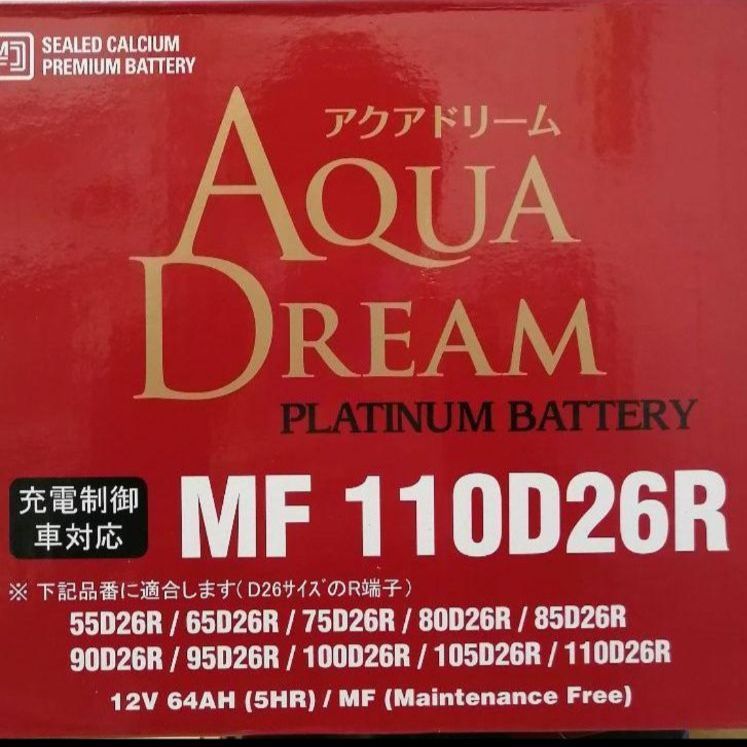 SEALED CALCIUM
PREMIUM BATTERY
アクアドリーム
AQUA
DREAM
PLATINUM BATTERY
充電制御
車対応
MF 110D26R
※ 下記品番に適合します(D26サイズのR端子)
55D26R / 65D26R / 75D26R / 80D26R / 85D26R
90D26R / 95D26R / 100D26R / 105D26R / 110D26R
12V 64AH (5HR) / MF (Maintenance Free)